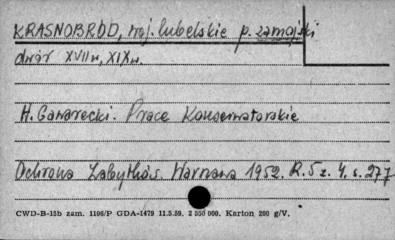 KRASNOBRÓD, woj. lubelskie p. zamojski
dwór XVII w, XIX w.
H. Gawarecki. Prace Konserwatorskie
Ochrona Zabytków. Warszawa 1952. R. 5 z. 4. s. 277
CWD-B-15b zam. 1106/P GDA-1479 11.5.59. 2 550 000. Karton 200 g/V.